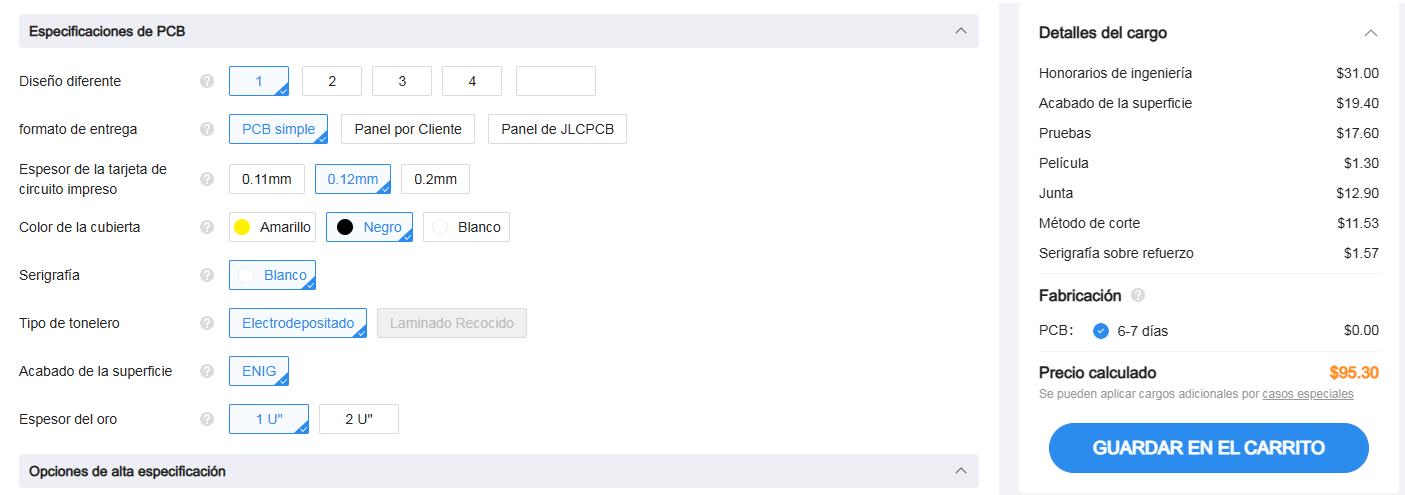 Especificaciones de PCB
Diseño diferente ? 1 2 3 4
formato de entrega ? PCB simple Panel por Cliente Panel de JLCPCB
Espesor de la tarjeta de
circuito impreso ? 0.11mm 0.12mm 0.2mm
Color de la cubierta ? Amarillo Negro Blanco
Serigrafía ? Blanco
Tipo de tonelero ? Electrodepositado Laminado Recocido
Acabado de la superficie ? ENIG
Espesor del oro ? 1 U" 2 U"
Opciones de alta especificación
Detalles del cargo
Honorarios de ingeniería $31.00
Acabado de la superficie $19.40
Pruebas $17.60
Película $1.30
Junta $12.90
Método de corte $11.53
Serigrafía sobre refuerzo $1.57
Fabricación ?
PCB: 6-7 días $0.00
Precio calculado $95.30
Se pueden aplicar cargos adicionales por casos especiales
GUARDAR EN EL CARRITO